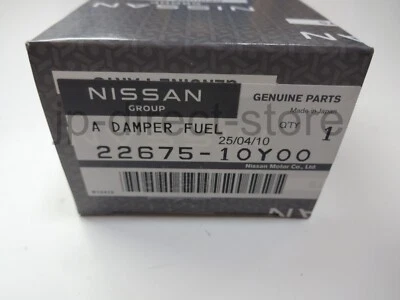 NISSAN
NISSAN
GROUP
GENUINE PARTS
Made in Japan
A DAMPER FUEL
QTY
1
25/04/10
22675-10Y00
Nissan Motor Co., Ltd
jp-direct-store